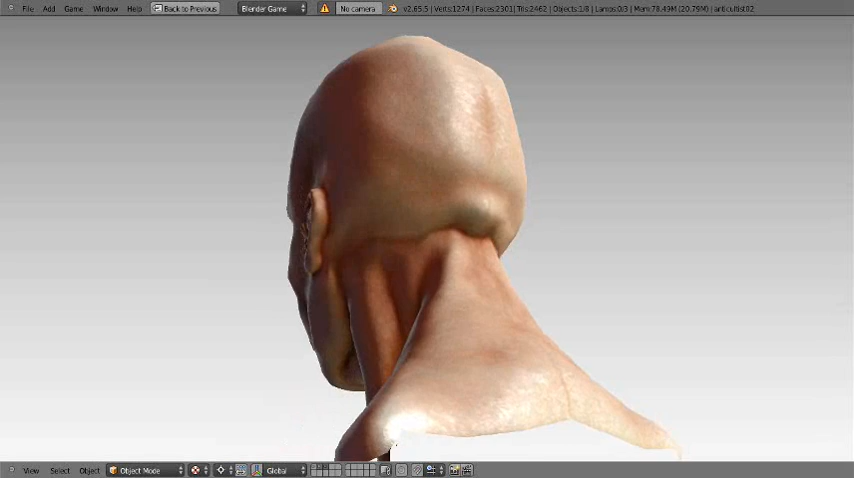 File Add Game Window Help Back to Previous Blender Game No camera v2.65.5 | Verts:1274 | Faces:2301 | Tris:2462 | Objects:1/8 | Lamps:0/3 | Mem:78.49M (20.79M) | articultist02
View Select Object Object Mode Global